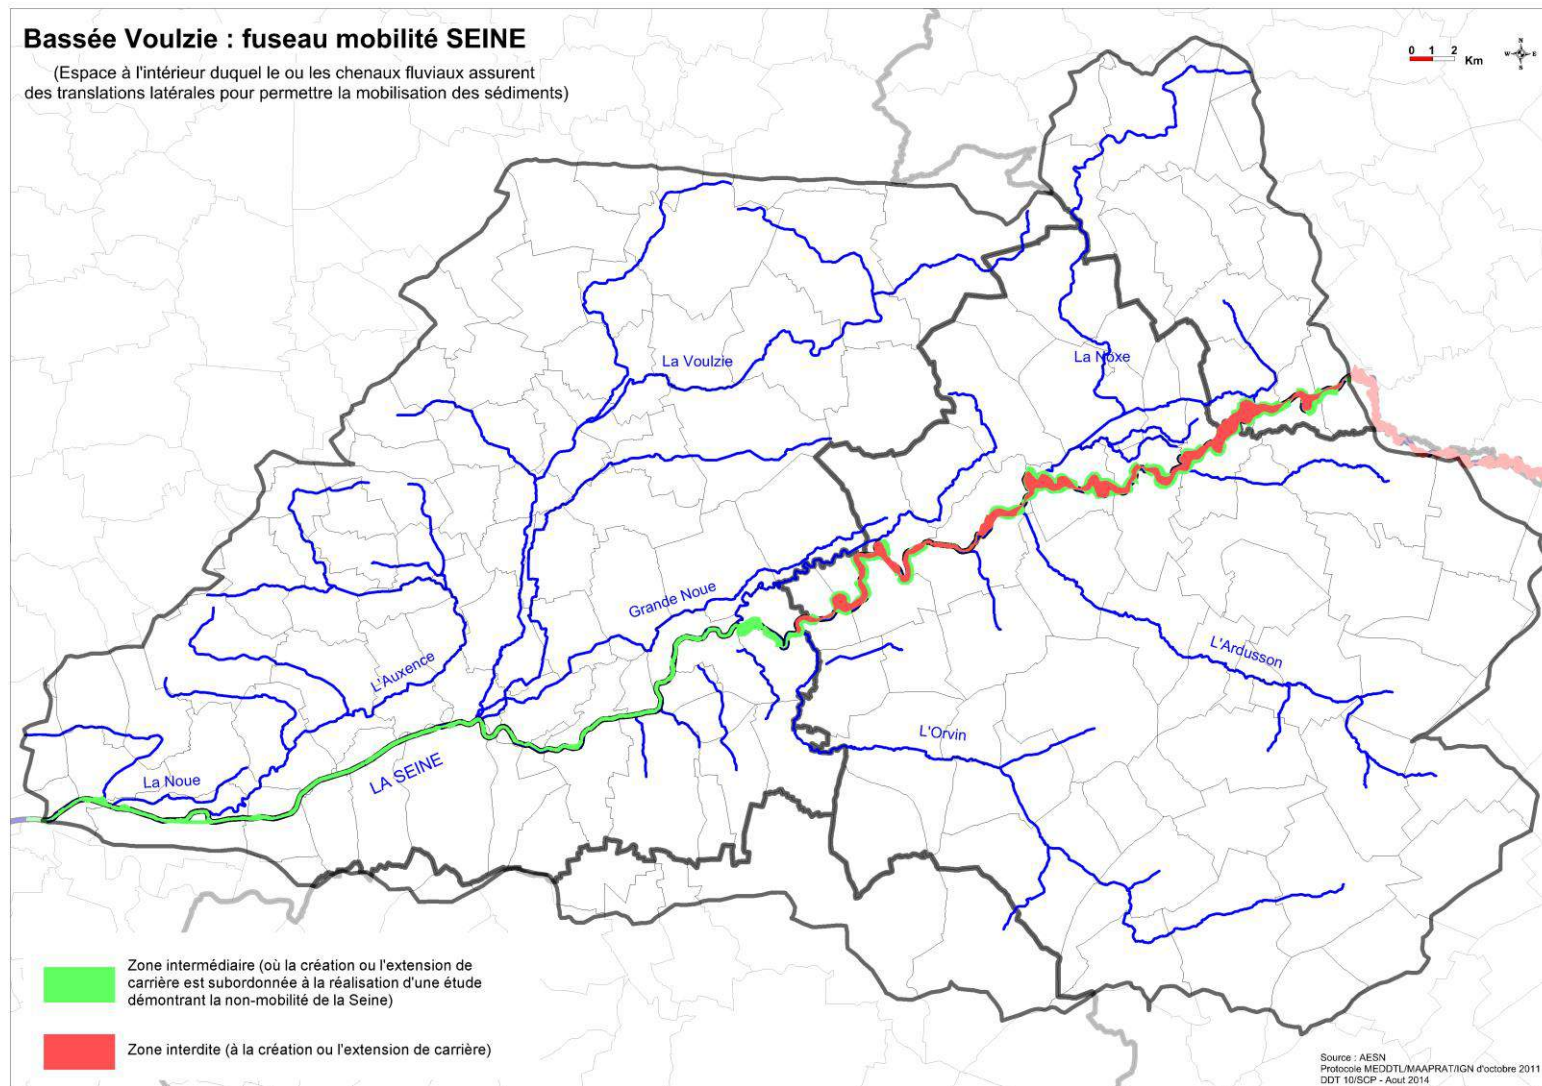 Bassée Voulzie : fuseau mobilité SEINE
(Espace à l'intérieur duquel le ou les chenaux fluviaux assurent
des translations latérales pour permettre la mobilisation des sédiments)
0 1 2
Km
N
W E
S
La Voulzie
La Noxe
Grande Noue
L'Auxence
L'Ardusson
L'Orvin
LA SEINE
La Noue
Zone intermédiaire (où la création ou l'extension de
carrière est subordonnée à la réalisation d'une étude
démontrant la non-mobilité de la Seine)
Zone interdite (à la création ou l'extension de carrière)
Source : AESN
Protocole MEDDTL/MAAPRAT/IGN d'octobre 2011
DDT 10/SCP - Aout 2014